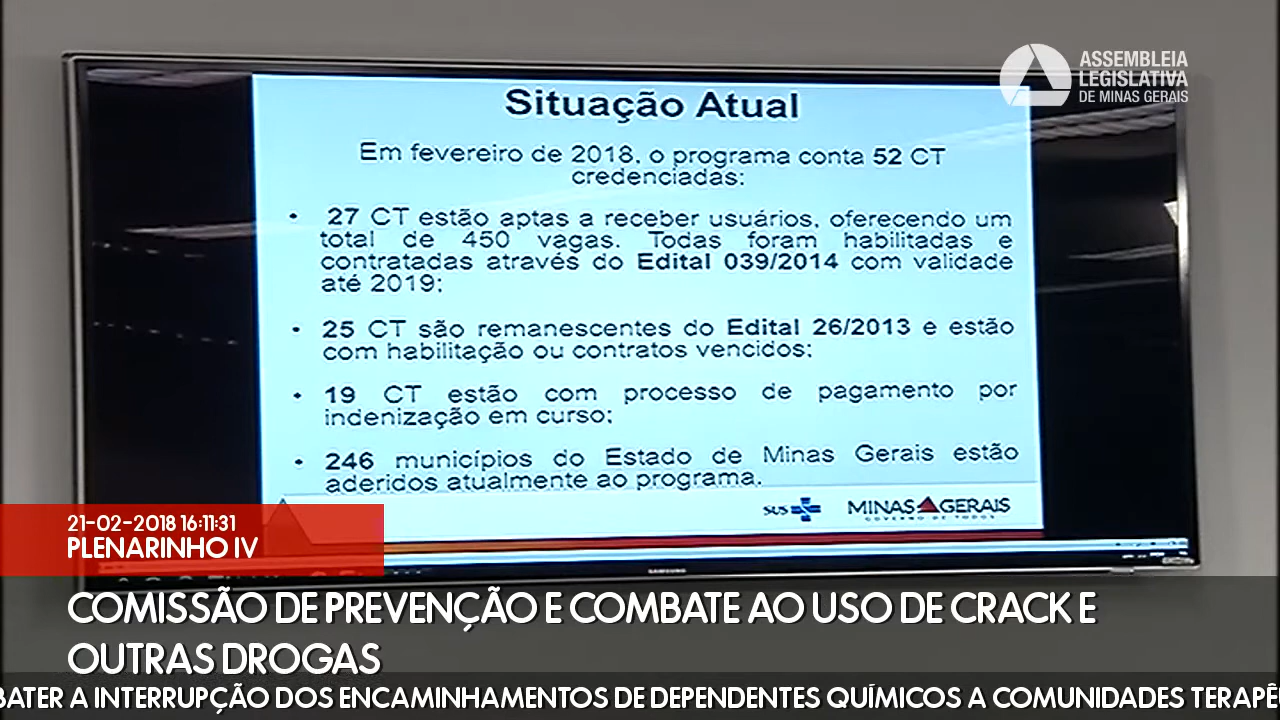 ASSEMBLEIA
LEGISLATIVA
DE MINAS GERAIS
Situação Atual
Em fevereiro de 2018, o programa conta 52 CT
credenciadas:
• 27 CT estão aptas a receber usuários, oferecendo um
total de 450 vagas. Todas foram habilitadas e
contratadas através do Edital 039/2014 com validade
até 2019;
• 25 CT são remanescentes do Edital 26/2013 e estão
com habilitação ou contratos vencidos;
• 19 CT estão com processo de pagamento por
indenização em curso;
• 246 municípios do Estado de Minas Gerais estão
aderidos atualmente ao programa.
SUS
MINAS GERAIS
GOVERNO DE TODOS
SAMSUNG
21-02-2018 16:11:31
PLENARINHO IV
COMISSÃO DE PREVENÇÃO E COMBATE AO USO DE CRACK E
OUTRAS DROGAS
BATER A INTERRUPÇÃO DOS ENCAMINHAMENTOS DE DEPENDENTES QUÍMICOS A COMUNIDADES TERAPÊ